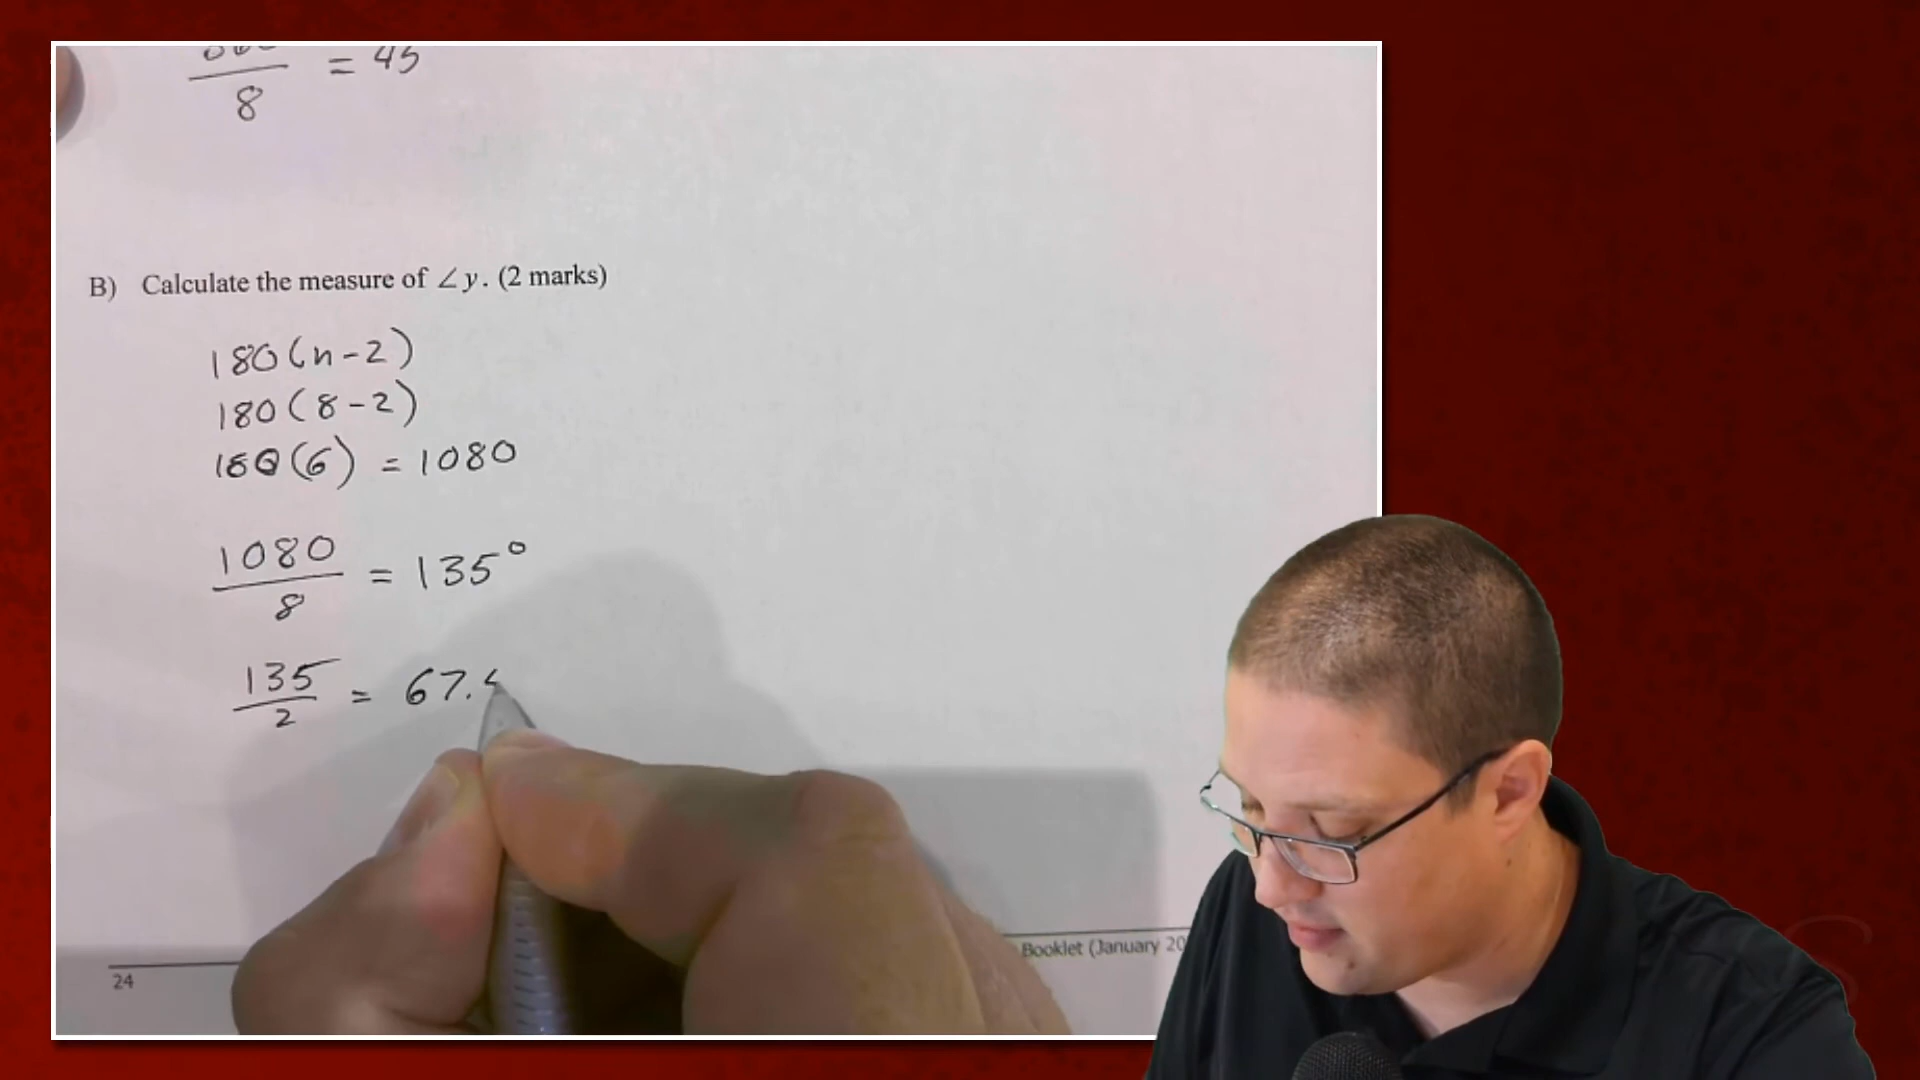 8 = 45
B) Calculate the measure of ∠y. (2 marks)
180(n-2)
180(8-2)
180(6) = 1080
1080/8 = 135°
135/2 = 67.
Booklet (January 20
24